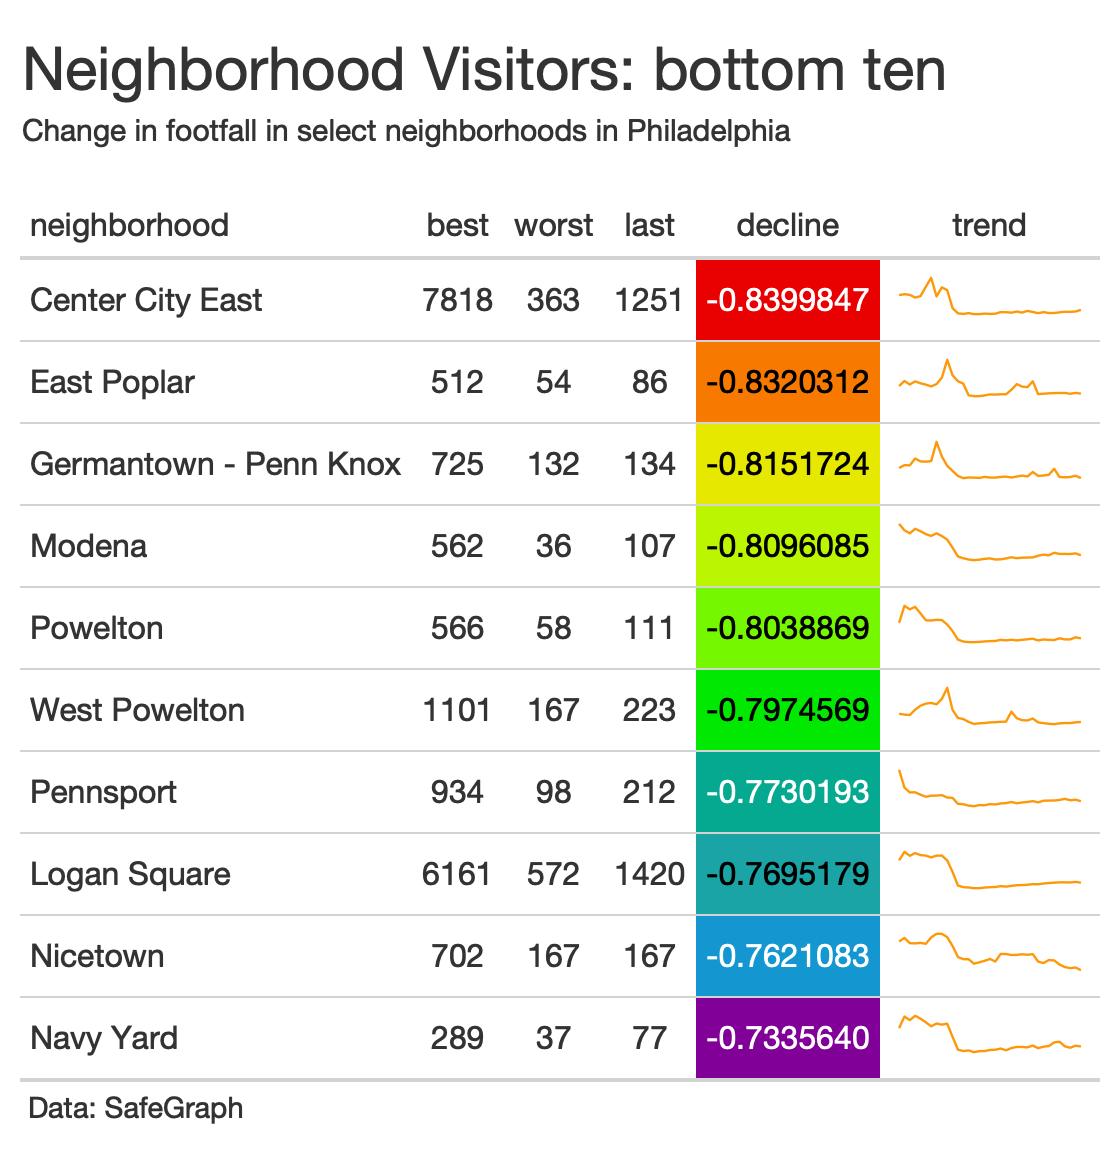 Neighborhood Visitors: bottom ten
Change in footfall in select neighborhoods in Philadelphia
neighborhood best worst last decline trend
Center City East 7818 363 1251 -0.8399847
East Poplar 512 54 86 -0.8320312
Germantown - Penn Knox 725 132 134 -0.8151724
Modena 562 36 107 -0.8096085
Powelton 566 58 111 -0.8038869
West Powelton 1101 167 223 -0.7974569
Pennsport 934 98 212 -0.7730193
Logan Square 6161 572 1420 -0.7695179
Nicetown 702 167 167 -0.7621083
Navy Yard 289 37 77 -0.7335640
Data: SafeGraph